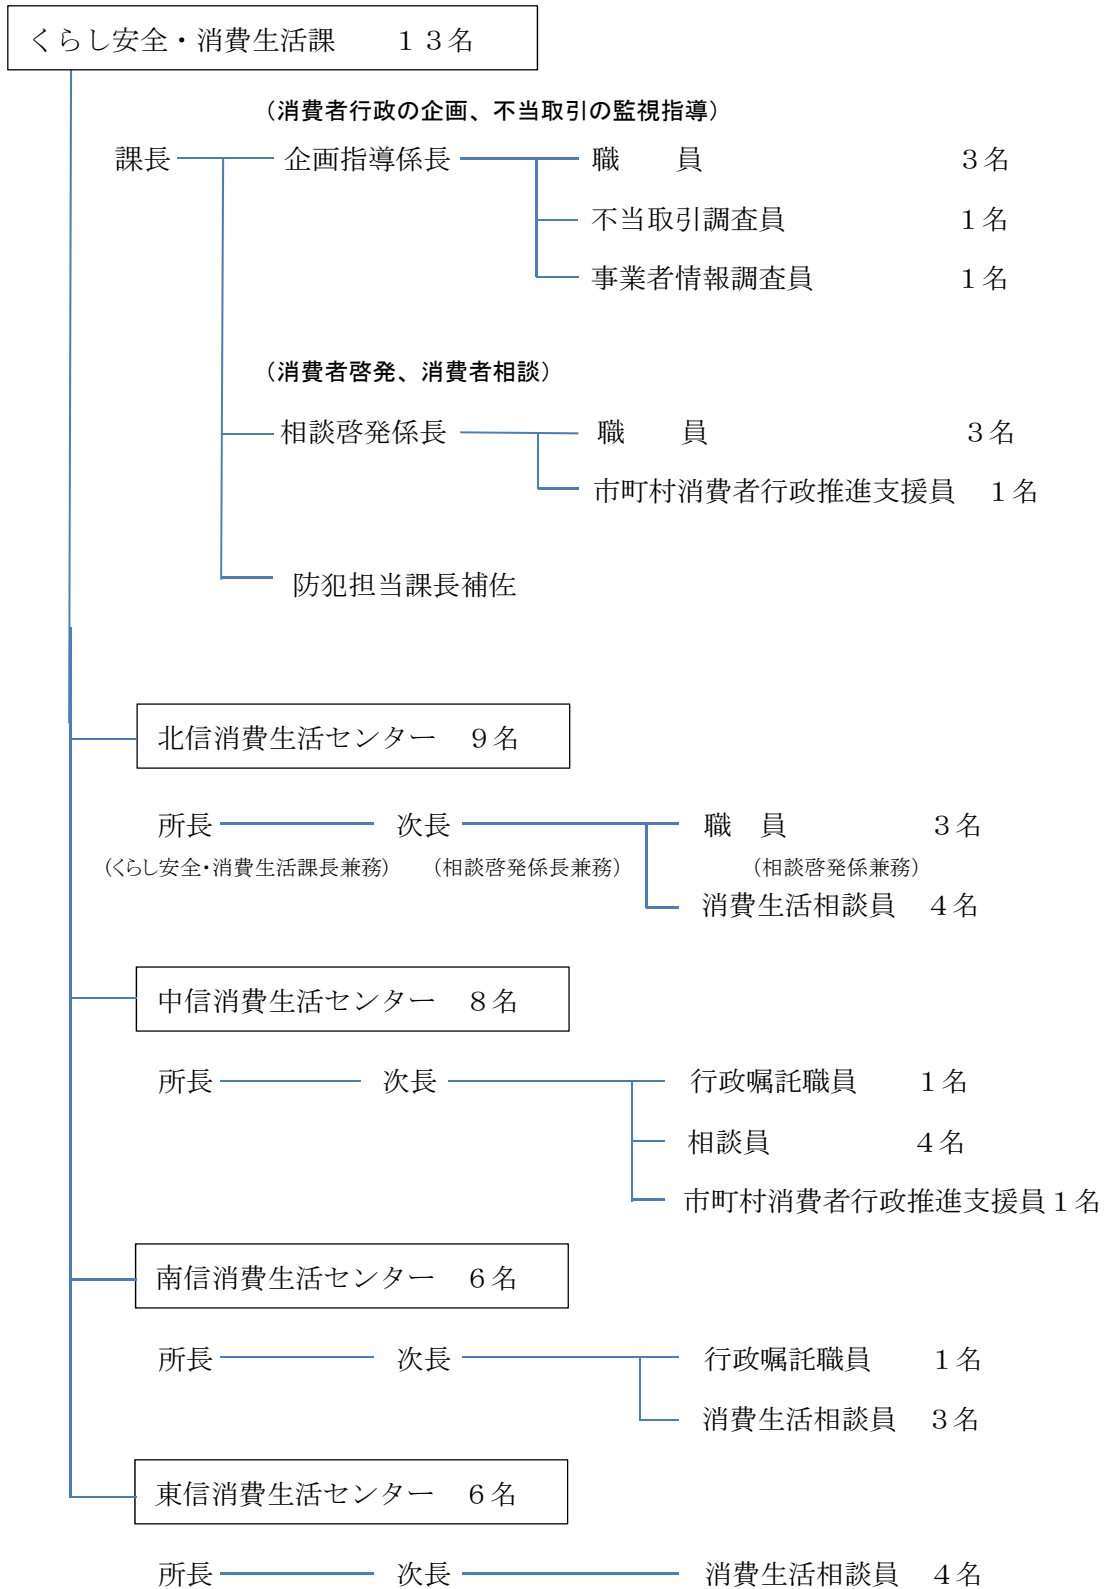 くらし安全・消費生活課　　１３名
（消費者行政の企画、不当取引の監視指導）
課長　企画指導係長　職　　員　３名
不当取引調査員　１名
事業者情報調査員　１名
（消費者啓発、消費者相談）
相談啓発係長　職　　員　３名
市町村消費者行政推進支援員　１名
防犯担当課長補佐
北信消費生活センター　９名
所長　次長　職　員　３名
（くらし安全・消費生活課長兼務）　（相談啓発係長兼務）　（相談啓発係兼務）
消費生活相談員　４名
中信消費生活センター　８名
所長　次長　行政嘱託職員　１名
相談員　４名
市町村消費者行政推進支援員１名
南信消費生活センター　６名
所長　次長　行政嘱託職員　１名
消費生活相談員　３名
東信消費生活センター　６名
所長　次長　消費生活相談員　４名